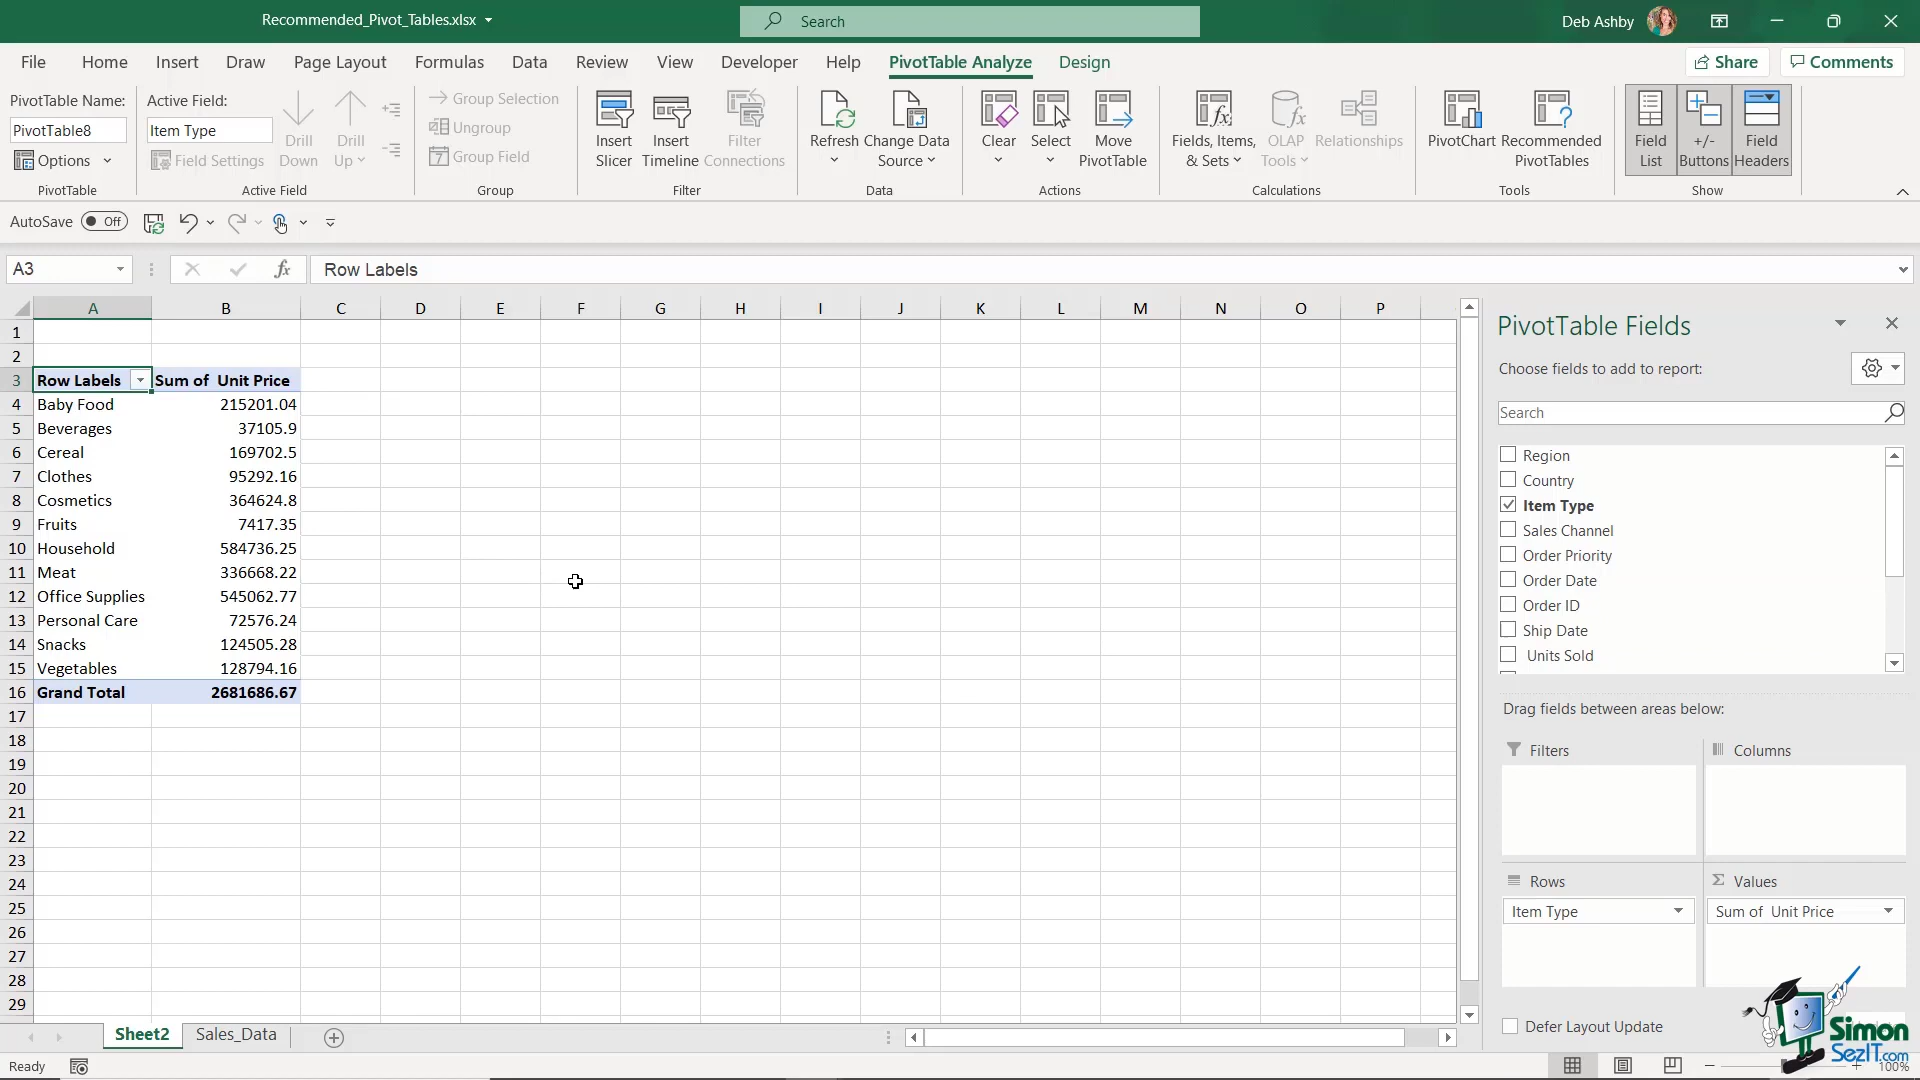 Recommended_Pivot_Tables.xlsx
Search
Deb Ashby
File Home Insert Draw Page Layout Formulas Data Review View Developer Help PivotTable Analyze Design Share Comments
PivotTable Name:
PivotTable8
Options
PivotTable
Active Field:
Item Type
Field Settings
Drill Down
Drill Up
Active Field
Group Selection
Ungroup
Group Field
Group
Insert Slicer
Insert Timeline
Filter Connections
Filter
Refresh
Change Data Source
Data
Clear
Select
Move PivotTable
Actions
Fields, Items, & Sets
OLAP Tools
Relationships
Calculations
PivotChart
Recommended PivotTables
Tools
Field List
+/- Buttons
Field Headers
Show
AutoSave Off
A3 fx Row Labels
A B C D E F G H I J K L M N O P
1
2
3 Row Labels Sum of Unit Price
4 Baby Food 215201.04
5 Beverages 37105.9
6 Cereal 169702.5
7 Clothes 95292.16
8 Cosmetics 364624.8
9 Fruits 7417.35
10 Household 584736.25
11 Meat 336668.22
12 Office Supplies 545062.77
13 Personal Care 72576.24
14 Snacks 124505.28
15 Vegetables 128794.16
16 Grand Total 2681686.67
17
18
19
20
21
22
23
24
25
26
27
28
29
PivotTable Fields
Choose fields to add to report:
Search
Region
Country
Item Type
Sales Channel
Order Priority
Order Date
Order ID
Ship Date
Units Sold
Drag fields between areas below:
Filters
Columns
Rows
Item Type
Values
Sum of Unit Price
Defer Layout Update
Simon
SezIT.com
Sheet2 Sales_Data
Ready
100%